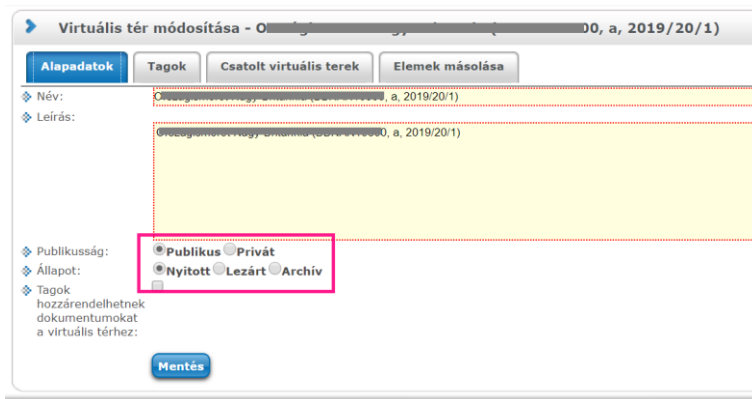 Virtuális tér módosítása - O 00, a, 2019/20/1)
Alapadatok Tagok Csatolt virtuális terek Elemek másolása
Név: , a, 2019/20/1)
Leírás:
0, a, 2019/20/1)
Publikusság: Publikus Privát
Állapot: Nyitott Lezárt Archív
Tagok
hozzárendelhetnek
dokumentumokat
a virtuális térhez:
Mentés